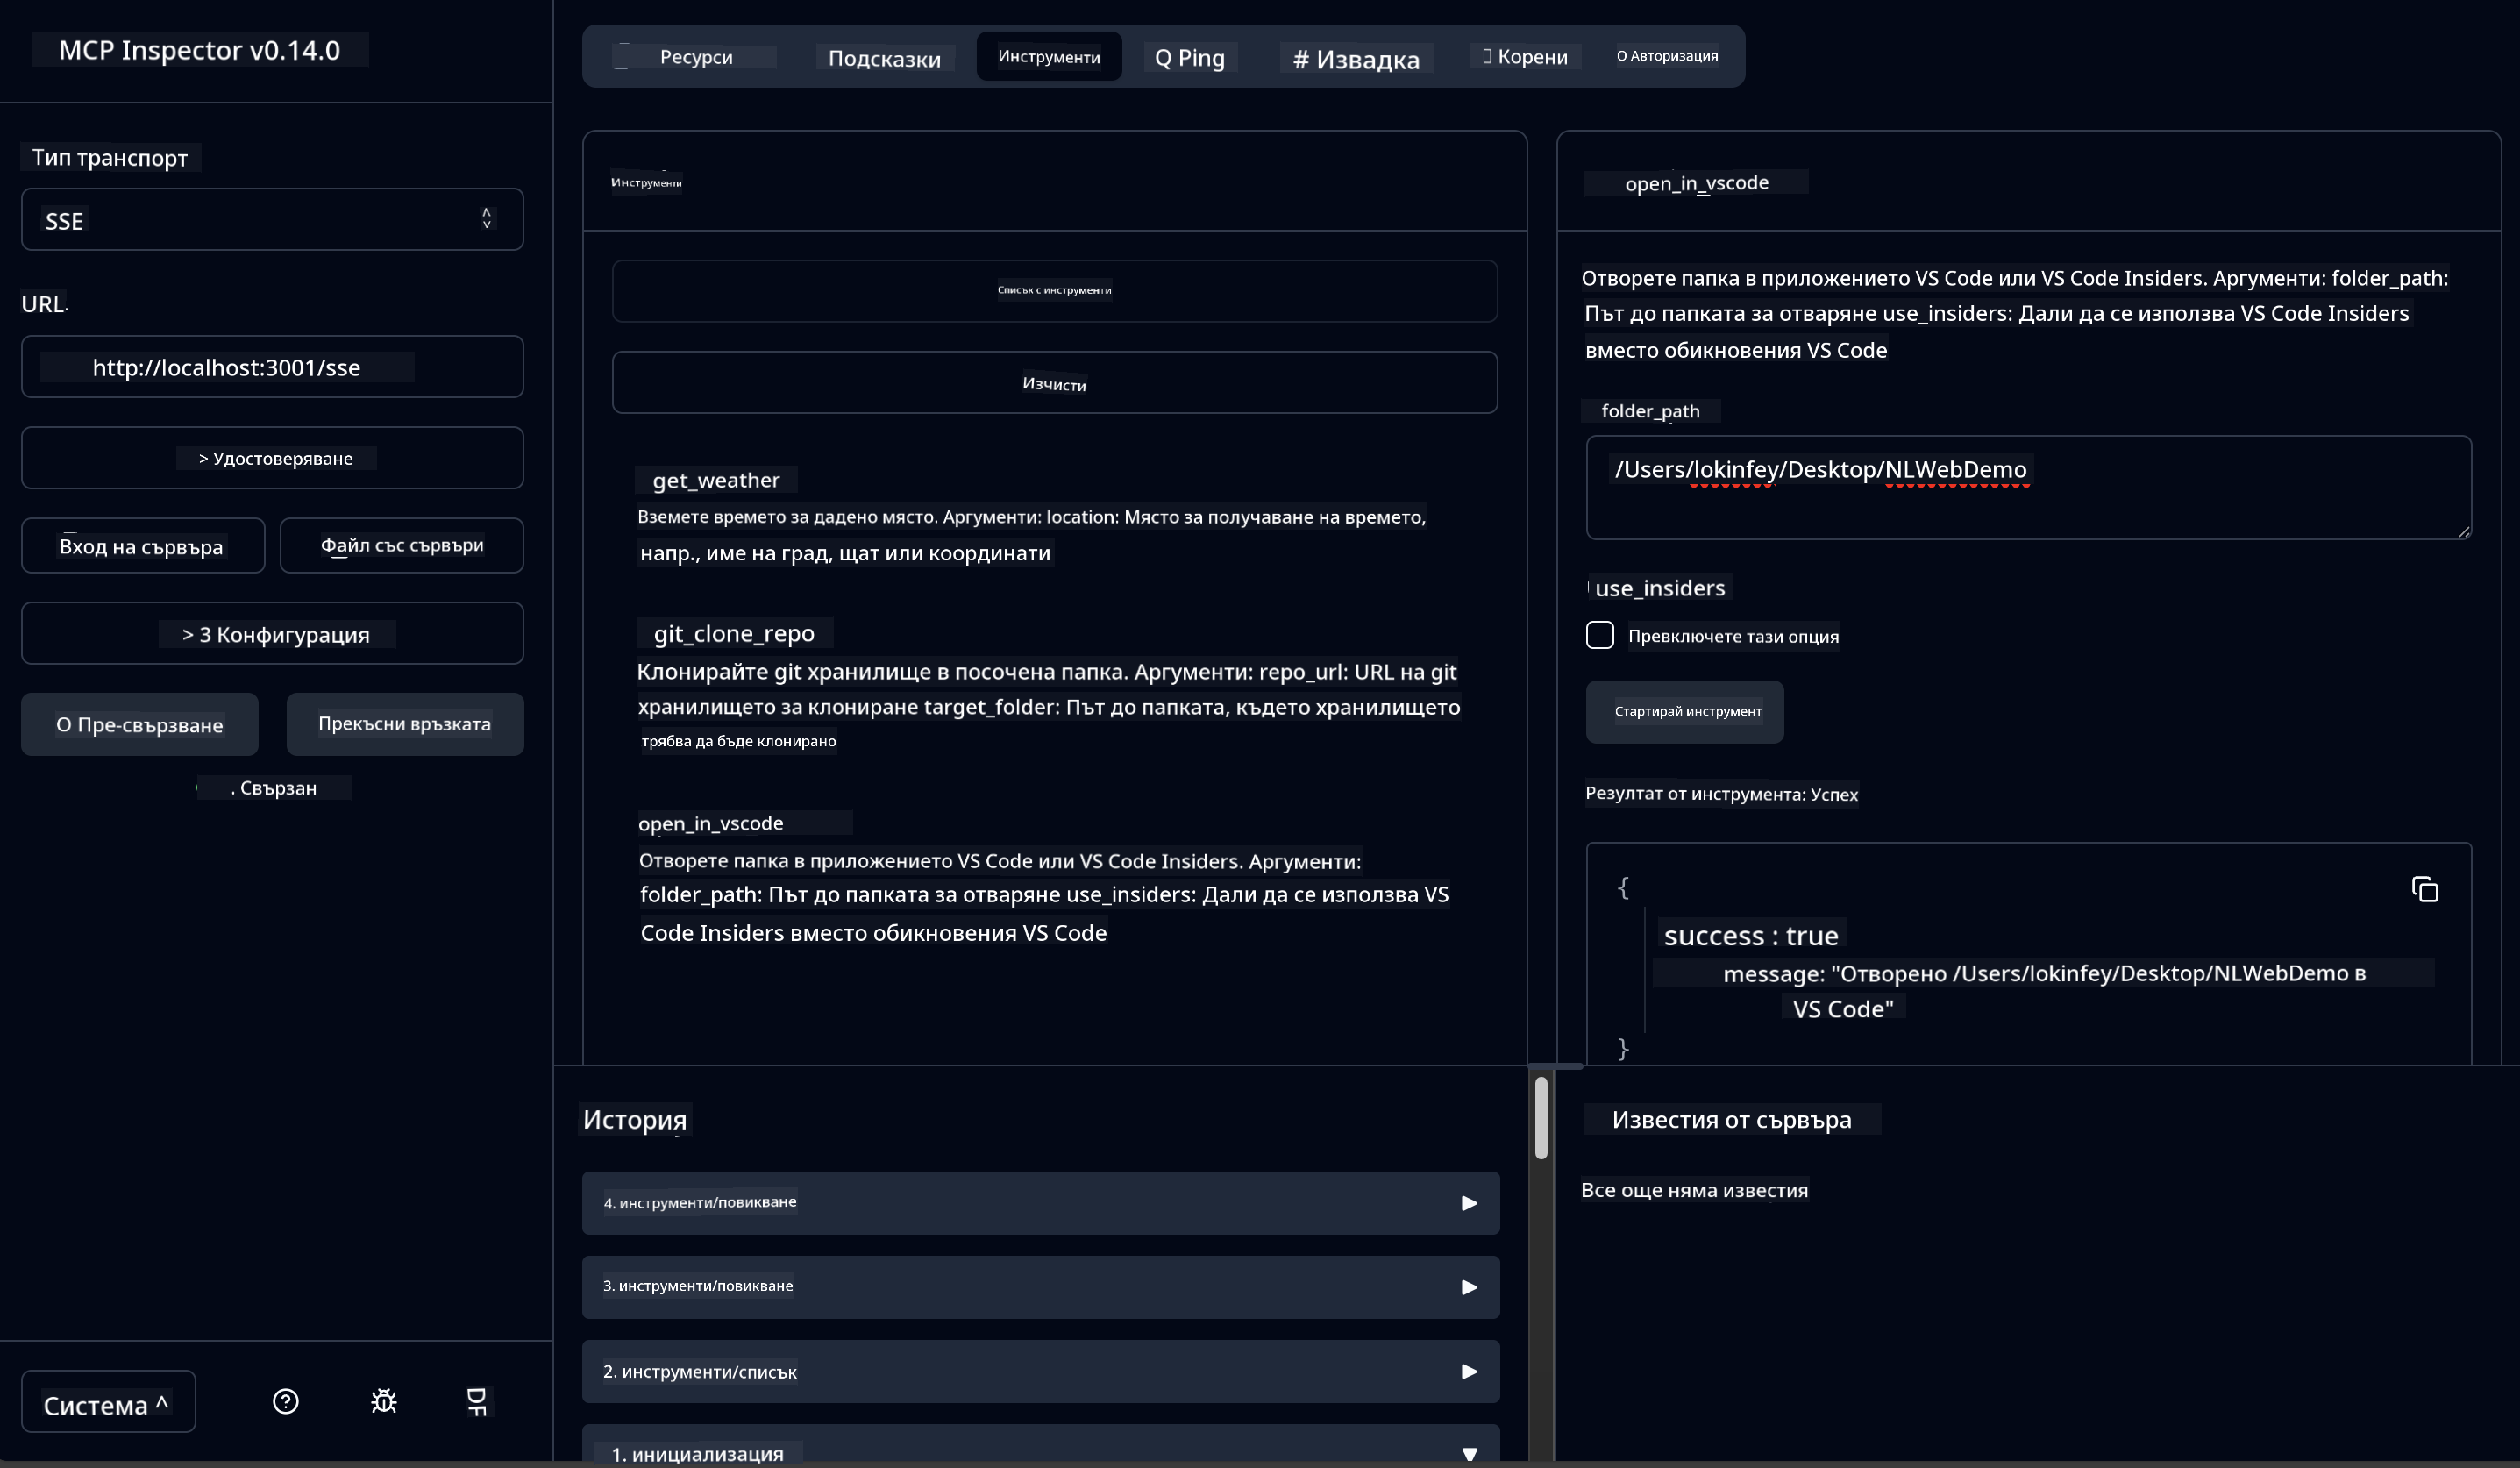 MCP Inspector v0.14.0
Тип транспорт
SSE
URL
http://localhost:3001/sse
> Удостоверяване
Вход на сървъра
Файл със сървъри
> 3 Конфигурация
О Пре-свързване
Прекъсни връзката
. Свързан
Система ^
Ресурси
Подсказки
Инструменти
Q Ping
# Извадка
Корени
О Авторизация
Инструменти
Списък с инструменти
Изчисти
get_weather
Вземете времето за дадено място. Аргументи: location: Място за получаване на времето,
напр., име на град, щат или координати
git_clone_repo
Клонирайте git хранилище в посочена папка. Аргументи: repo_url: URL на git
хранилището за клониране target_folder: Път до папката, където хранилището
трябва да бъде клонирано
open_in_vscode
Отворете папка в приложението VS Code или VS Code Insiders. Аргументи:
folder_path: Път до папката за отваряне use_insiders: Дали да се използва VS
Code Insiders вместо обикновения VS Code
open_in_vscode
Отворете папка в приложението VS Code или VS Code Insiders. Аргументи: folder_path:
Път до папката за отваряне use_insiders: Дали да се използва VS Code Insiders
вместо обикновения VS Code
folder_path
/Users/lokinfey/Desktop/NLWebDemo
use_insiders
Превключете тази опция
Стартирай инструмент
Резултат от инструмента: Успех
{
success : true
message: "Отворено /Users/lokinfey/Desktop/NLWebDemo в
VS Code"
}
История
4. инструменти/повикване
3. инструменти/повикване
2. инструменти/списък
1. инициализация
Известия от сървъра
Все още няма известия